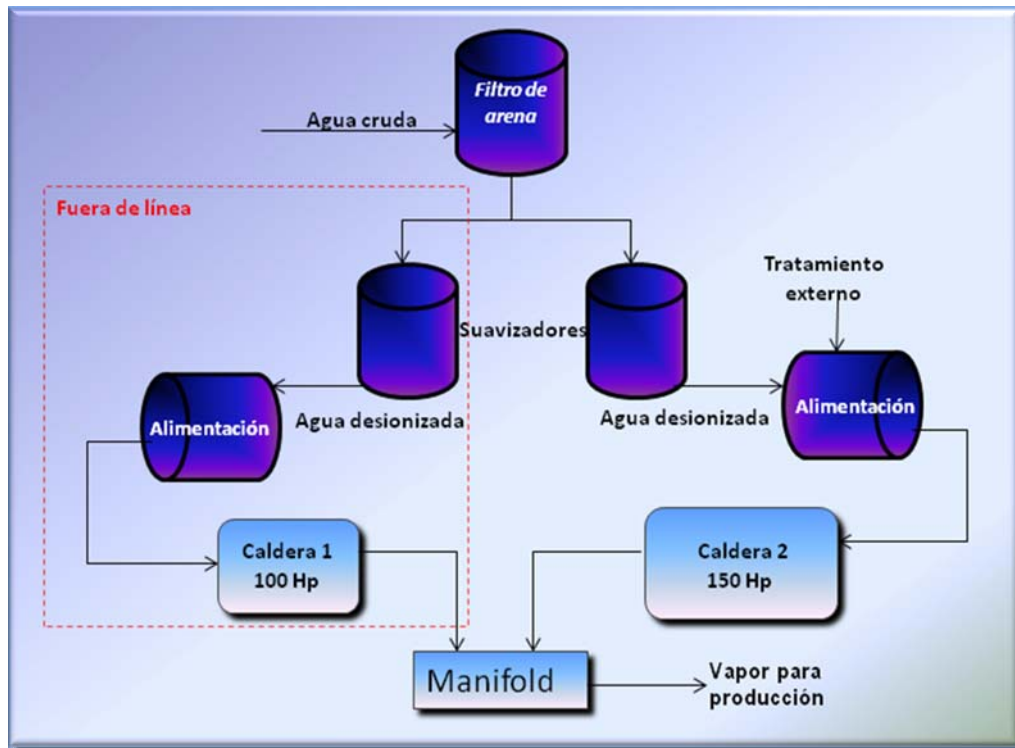 Filtro de
arena
Agua cruda
Fuera de línea
Tratamiento
externo
Suavizadores
Alimentación
Alimentación
Agua desionizada
Agua desionizada
Caldera 1
100 Hp
Caldera 2
150 Hp
Manifold
Vapor para
producción